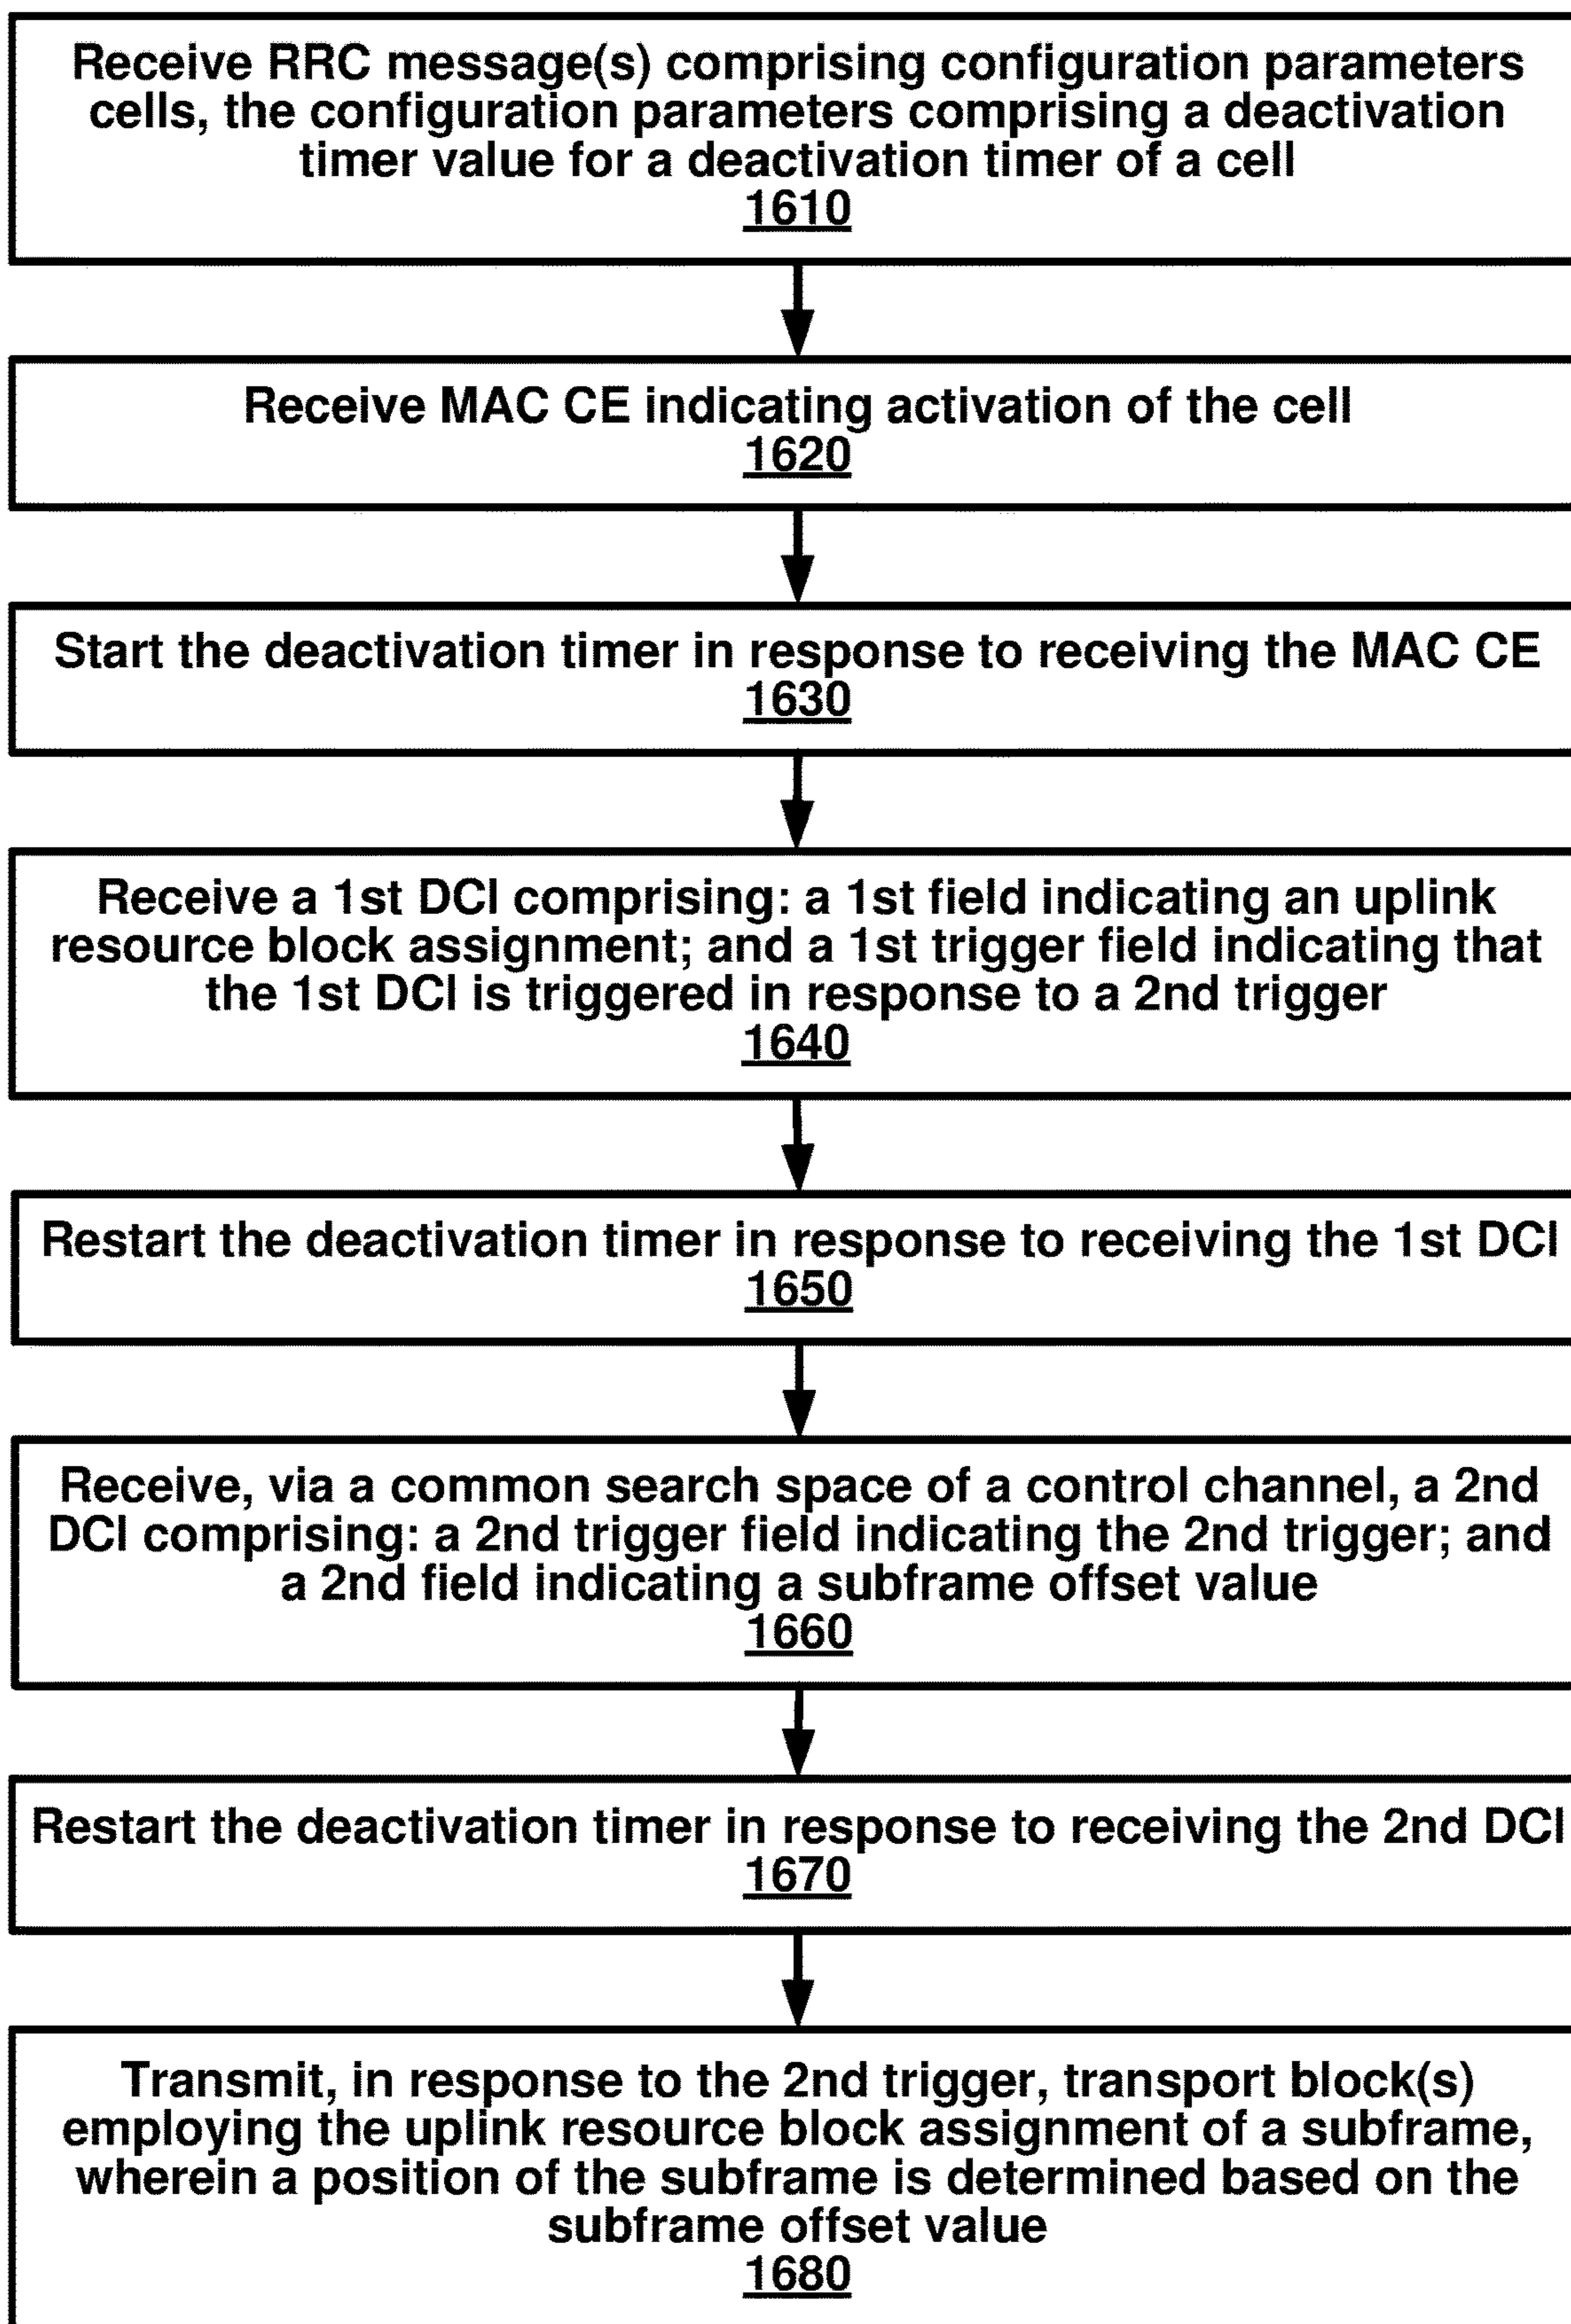 Receive RRC message(s) comprising configuration parameters
cells, the configuration parameters comprising a deactivation
timer value for a deactivation timer of a cell
1610
Receive MAC CE indicating activation of the cell
1620
Start the deactivation timer in response to receiving the MAC CE
1630
Receive a 1st DCI comprising: a 1st field indicating an uplink
resource block assignment; and a 1st trigger field indicating that
the 1st DCI is triggered in response to a 2nd trigger
1640
Restart the deactivation timer in response to receiving the 1st DCI
1650
Receive, via a common search space of a control channel, a 2nd
DCI comprising: a 2nd trigger field indicating the 2nd trigger; and
a 2nd field indicating a subframe offset value
1660
Restart the deactivation timer in response to receiving the 2nd DCI
1670
Transmit, in response to the 2nd trigger, transport block(s)
employing the uplink resource block assignment of a subframe,
wherein a position of the subframe is determined based on the
subframe offset value
1680